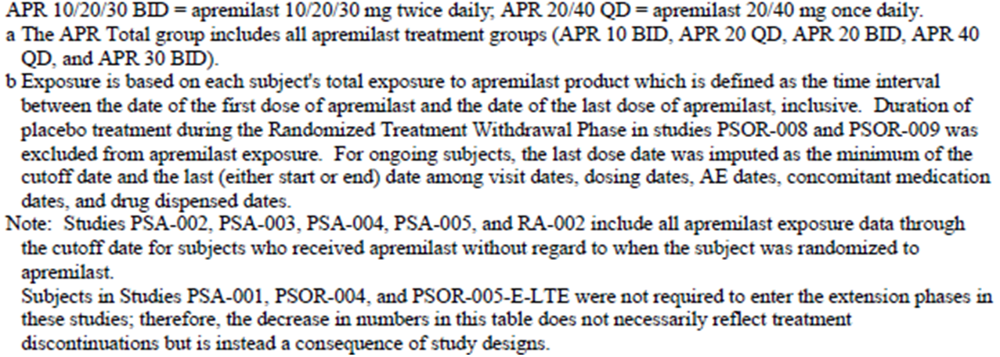 APR 10/20/30 BID = apremilast 10/20/30 mg twice daily; APR 20/40 QD = apremilast 20/40 mg once daily.
a The APR Total group includes all apremilast treatment groups (APR 10 BID, APR 20 QD, APR 20 BID, APR 40
QD, and APR 30 BID).
b Exposure is based on each subject's total exposure to apremilast product which is defined as the time interval
between the date of the first dose of apremilast and the date of the last dose of apremilast, inclusive. Duration of
placebo treatment during the Randomized Treatment Withdrawal Phase in studies PSOR-008 and PSOR-009 was
excluded from apremilast exposure. For ongoing subjects, the last dose date was imputed as the minimum of the
cutoff date and the last (either start or end) date among visit dates, dosing dates, AE dates, concomitant medication
dates, and drug dispensed dates.
Note: Studies PSA-002, PSA-003, PSA-004, PSA-005, and RA-002 include all apremilast exposure data through
the cutoff date for subjects who received apremilast without regard to when the subject was randomized to
apremilast.
Subjects in Studies PSA-001, PSOR-004, and PSOR-005-E-LTE were not required to enter the extension phases in
these studies; therefore, the decrease in numbers in this table does not necessarily reflect treatment
discontinuations but is instead a consequence of study designs.